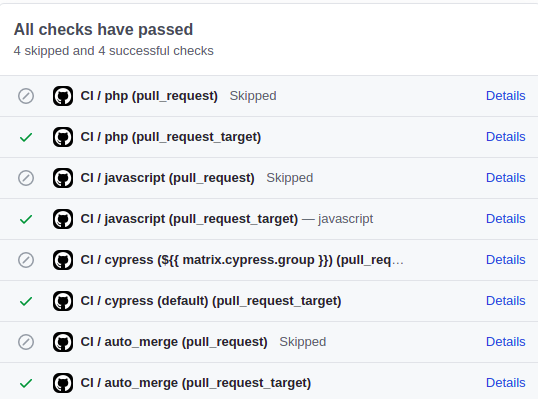 All checks have passed
4 skipped and 4 successful checks
CI / php (pull_request) Skipped Details
CI / php (pull_request_target) Details
CI / javascript (pull_request) Skipped Details
CI / javascript (pull_request_target) — javascript Details
CI / cypress (${{ matrix.cypress.group }}) (pull_req… Details
CI / cypress (default) (pull_request_target) Details
CI / auto_merge (pull_request) Skipped Details
CI / auto_merge (pull_request_target) Details